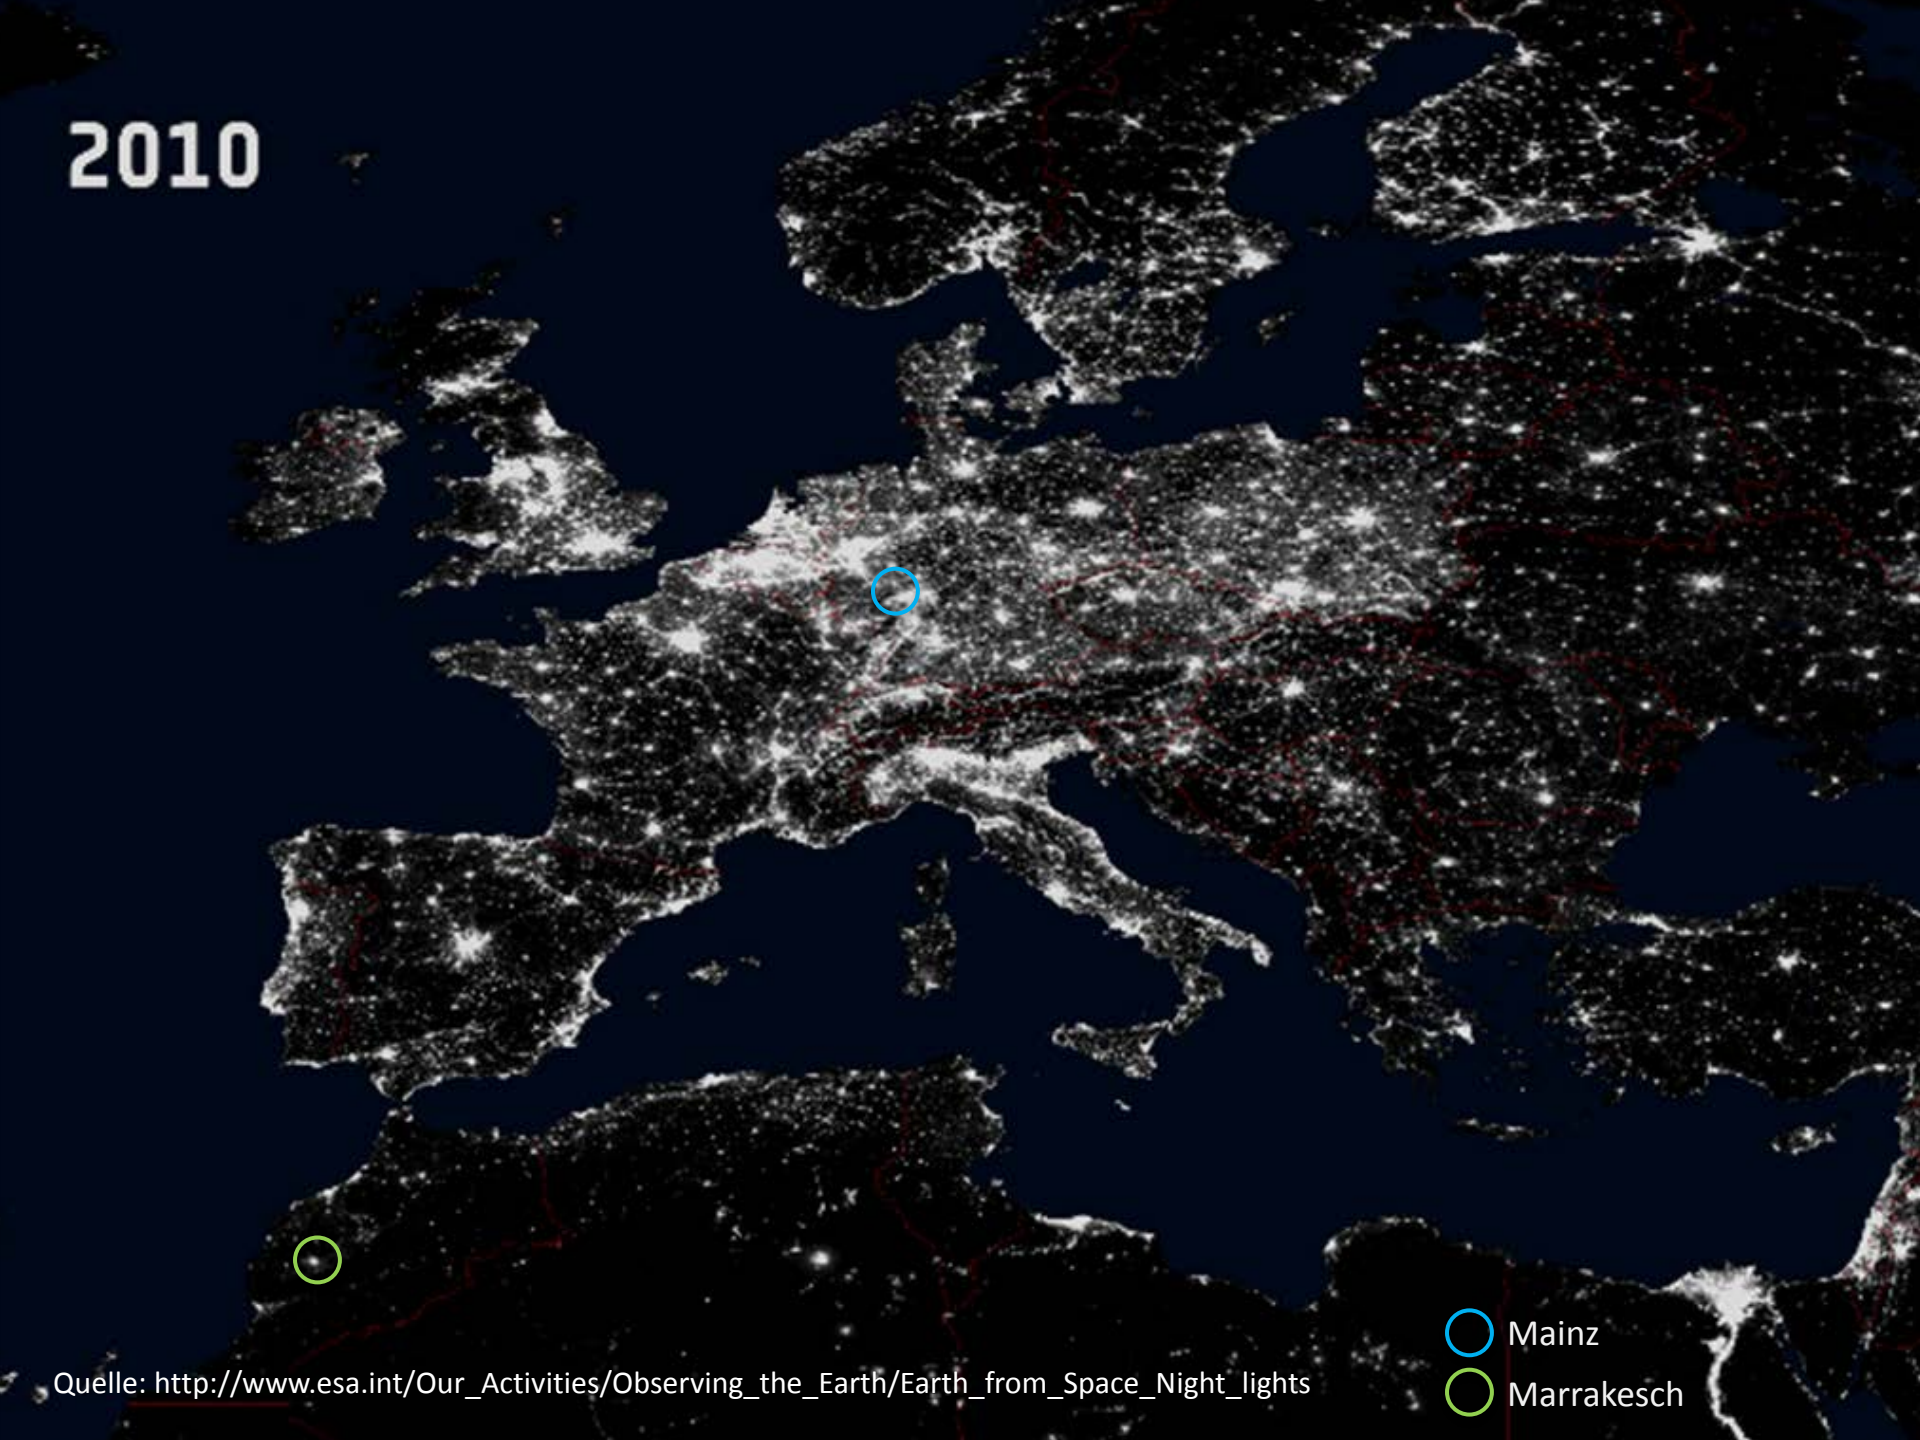 2010
Mainz
Quelle: http://www.esa.int/Our_Activities/Observing_the_Earth/Earth_from_Space_Night_lights
Marrakesch